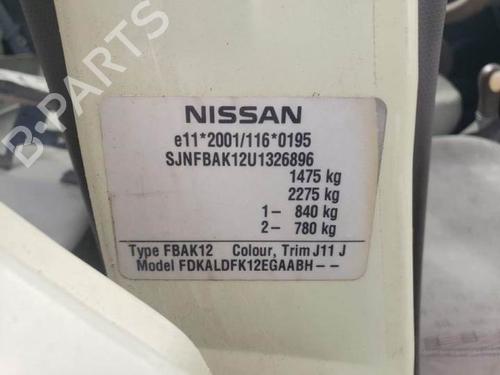 B-PARTS
NISSAN
e11*2001/116*0195
SJNFBAK12U1326896
1475 kg
2275 kg
1- 840 kg
2- 780 kg
Type FBAK12 Colour, Trim J11 J
Model FDKALDFK12EGAABH--